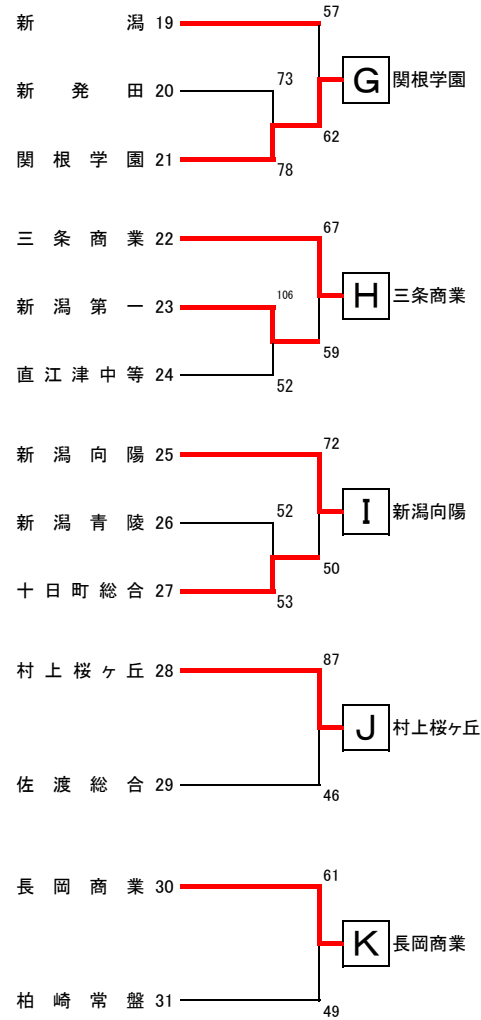 新潟 19
57
G 関根学園
新発田 20
73
62
関根学園 21
78
三条商業 22
67
H 三条商業
新潟第一 23
106
59
直江津中等 24
52
新潟向陽 25
72
I 新潟向陽
新潟青陵 26
52
50
十日町総合 27
53
村上桜ヶ丘 28
87
J 村上桜ヶ丘
佐渡総合 29
46
長岡商業 30
61
K 長岡商業
柏崎常盤 31
49